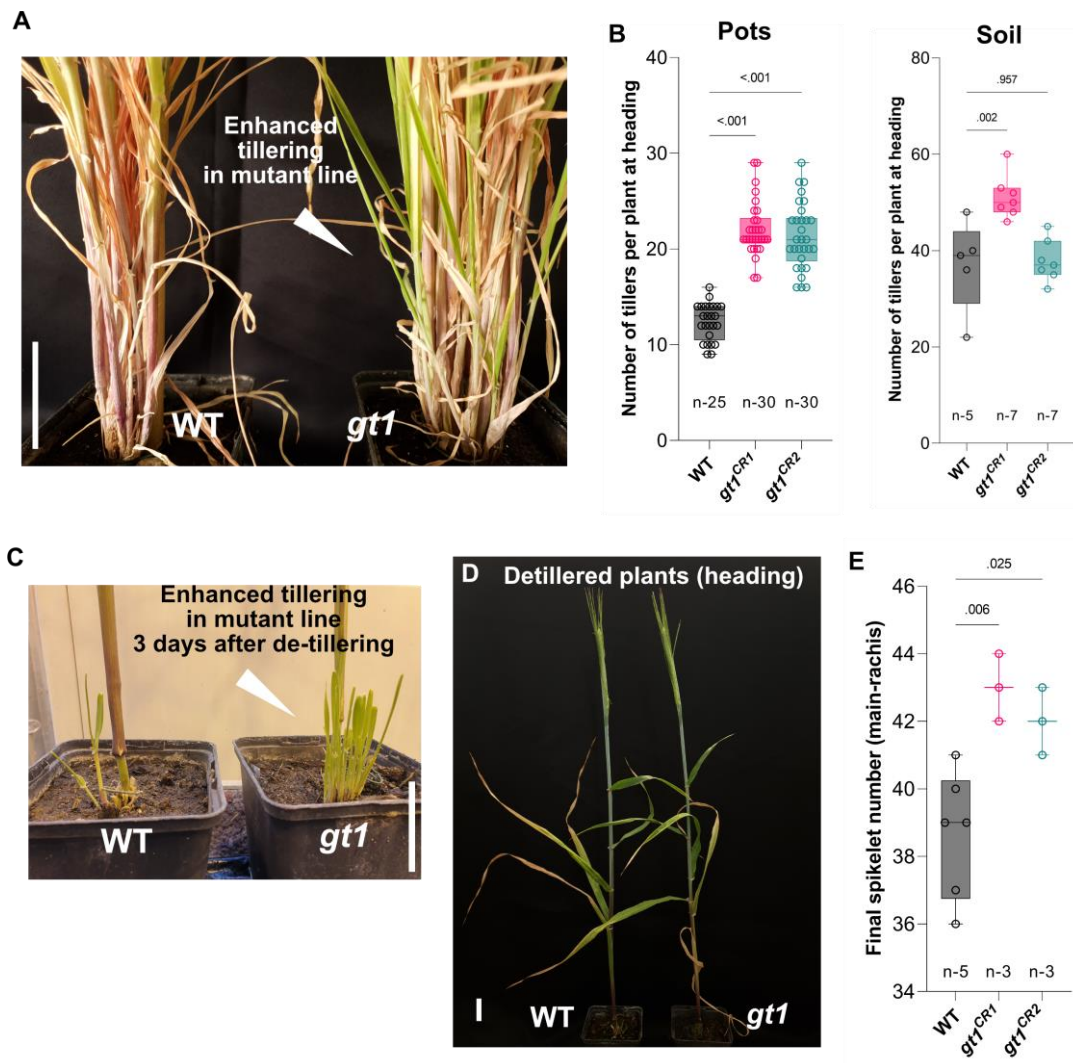 A
Enhanced
tillering
in mutant line
WT
gt1
B
Pots
Number of tillers per plant at heading
40
30
20
10
0
<.001
<.001
n-25
n-30
n-30
WT
gt1CR1
gt1CR2
Soil
Nuumber of tillers per plant at heading
80
60
40
20
0
.957
.002
n-5
n-7
n-7
WT
gt1CR1
gt1CR2
C
Enhanced tillering
in mutant line
3 days after de-tillering
WT
gt1
D
Detillered plants (heading)
WT
gt1
E
Final spikelet number (main-rachis)
46
44
42
40
38
36
34
.025
.006
n-5
n-3
n-3
WT
gt1CR1
gt1CR2